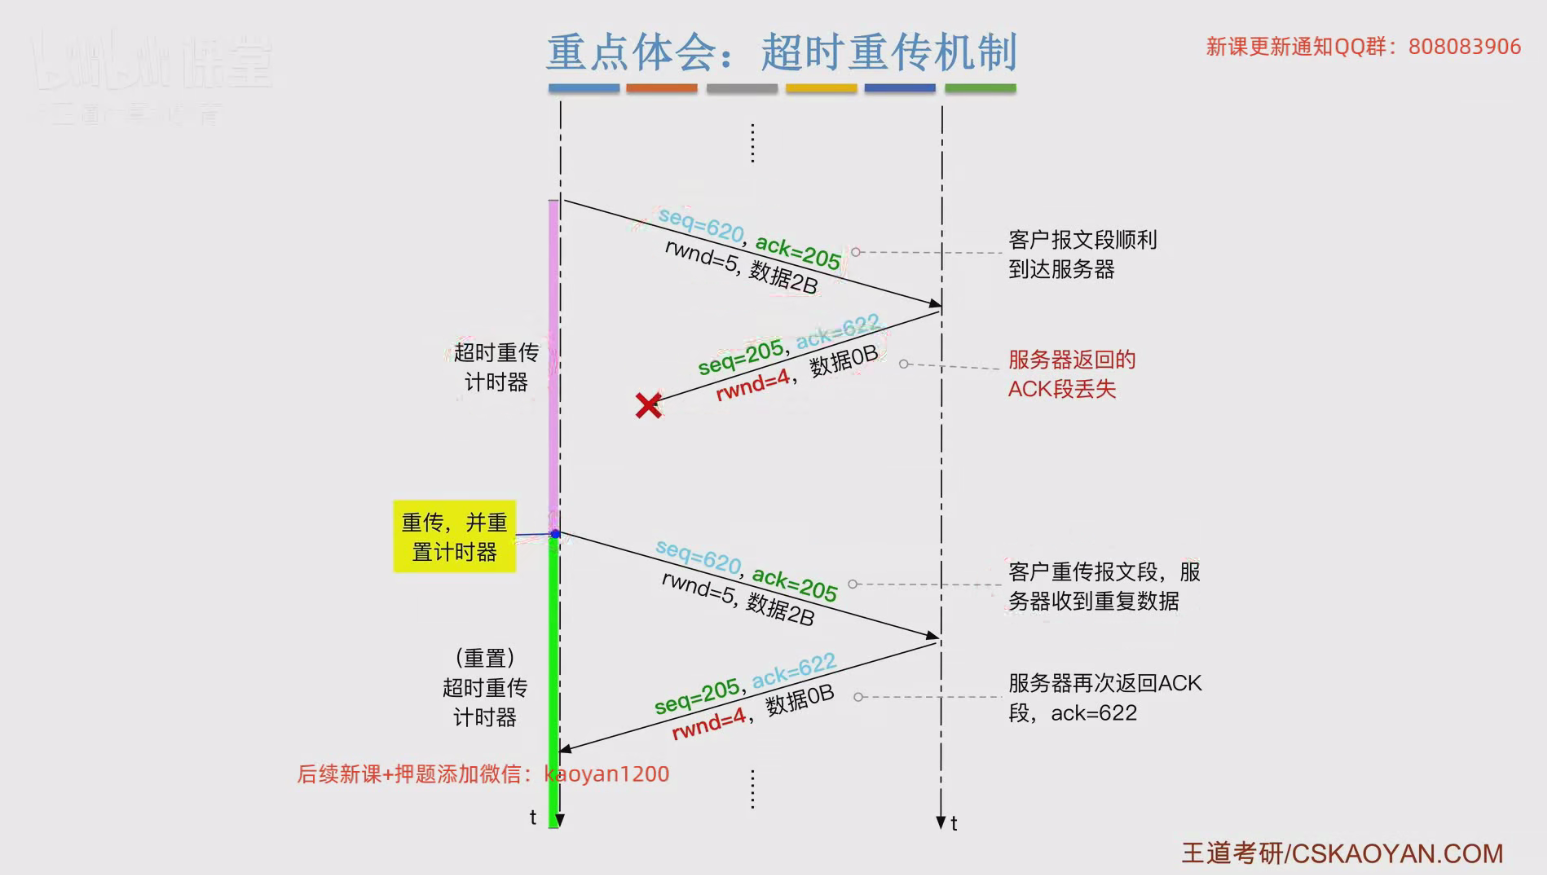 重点体会：超时重传机制
新课更新通知QQ群：808083906
课堂
seq=620, ack=205
rwnd=5, 数据2B
客户报文段顺利
到达服务器
seq=205, ack=622
rwnd=4， 数据0B
服务器返回的
ACK段丢失
超时重传
计时器
重传，并重
置计时器
seq=620, ack=205
rwnd=5, 数据2B
客户重传报文段，服
务器收到重复数据
（重置）
超时重传
计时器
seq=205, ack=622
rwnd=4， 数据0B
服务器再次返回ACK
段，ack=622
后续新课+押题添加微信：kaoyan1200
t
t
王道考研/CSKAOYAN.COM